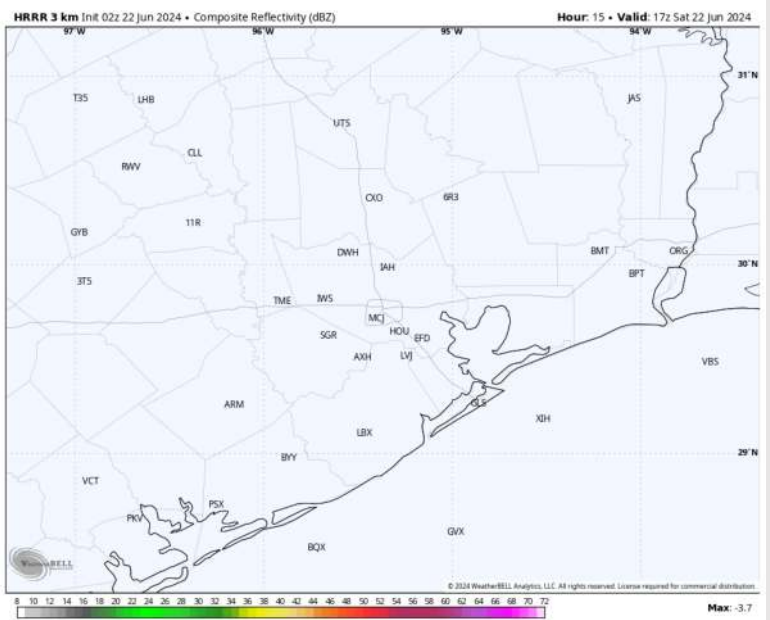 HRRR 3 km Init 02z 22 Jun 2024 • Composite Reflectivity (dBZ) Hour: 15 • Valid: 17z Sat 22 Jun 2024
97°W 96°W 95°W 94°W
31°N
T35 LHB JAS
UTS
CLL
RWV
CXO 6R3
11R
GYB
DWH BMT ORG
IAH
30°N
3T5 BPT
TME IWS
MCJ
SGR HOU EFD
AXH LVJ
VBS
ARM GLS
XIH
LBX
BYY 29°N
VCT
PSX
PKV
GVX
BQX
WEATHERBELL
© 2024 WeatherBELL Analytics, LLC. All rights reserved. License required for commercial distribution.
8 10 12 14 16 18 20 22 24 26 28 30 32 34 36 38 40 42 44 46 48 50 52 54 56 58 60 62 64 66 68 70 72
Max: -3.7